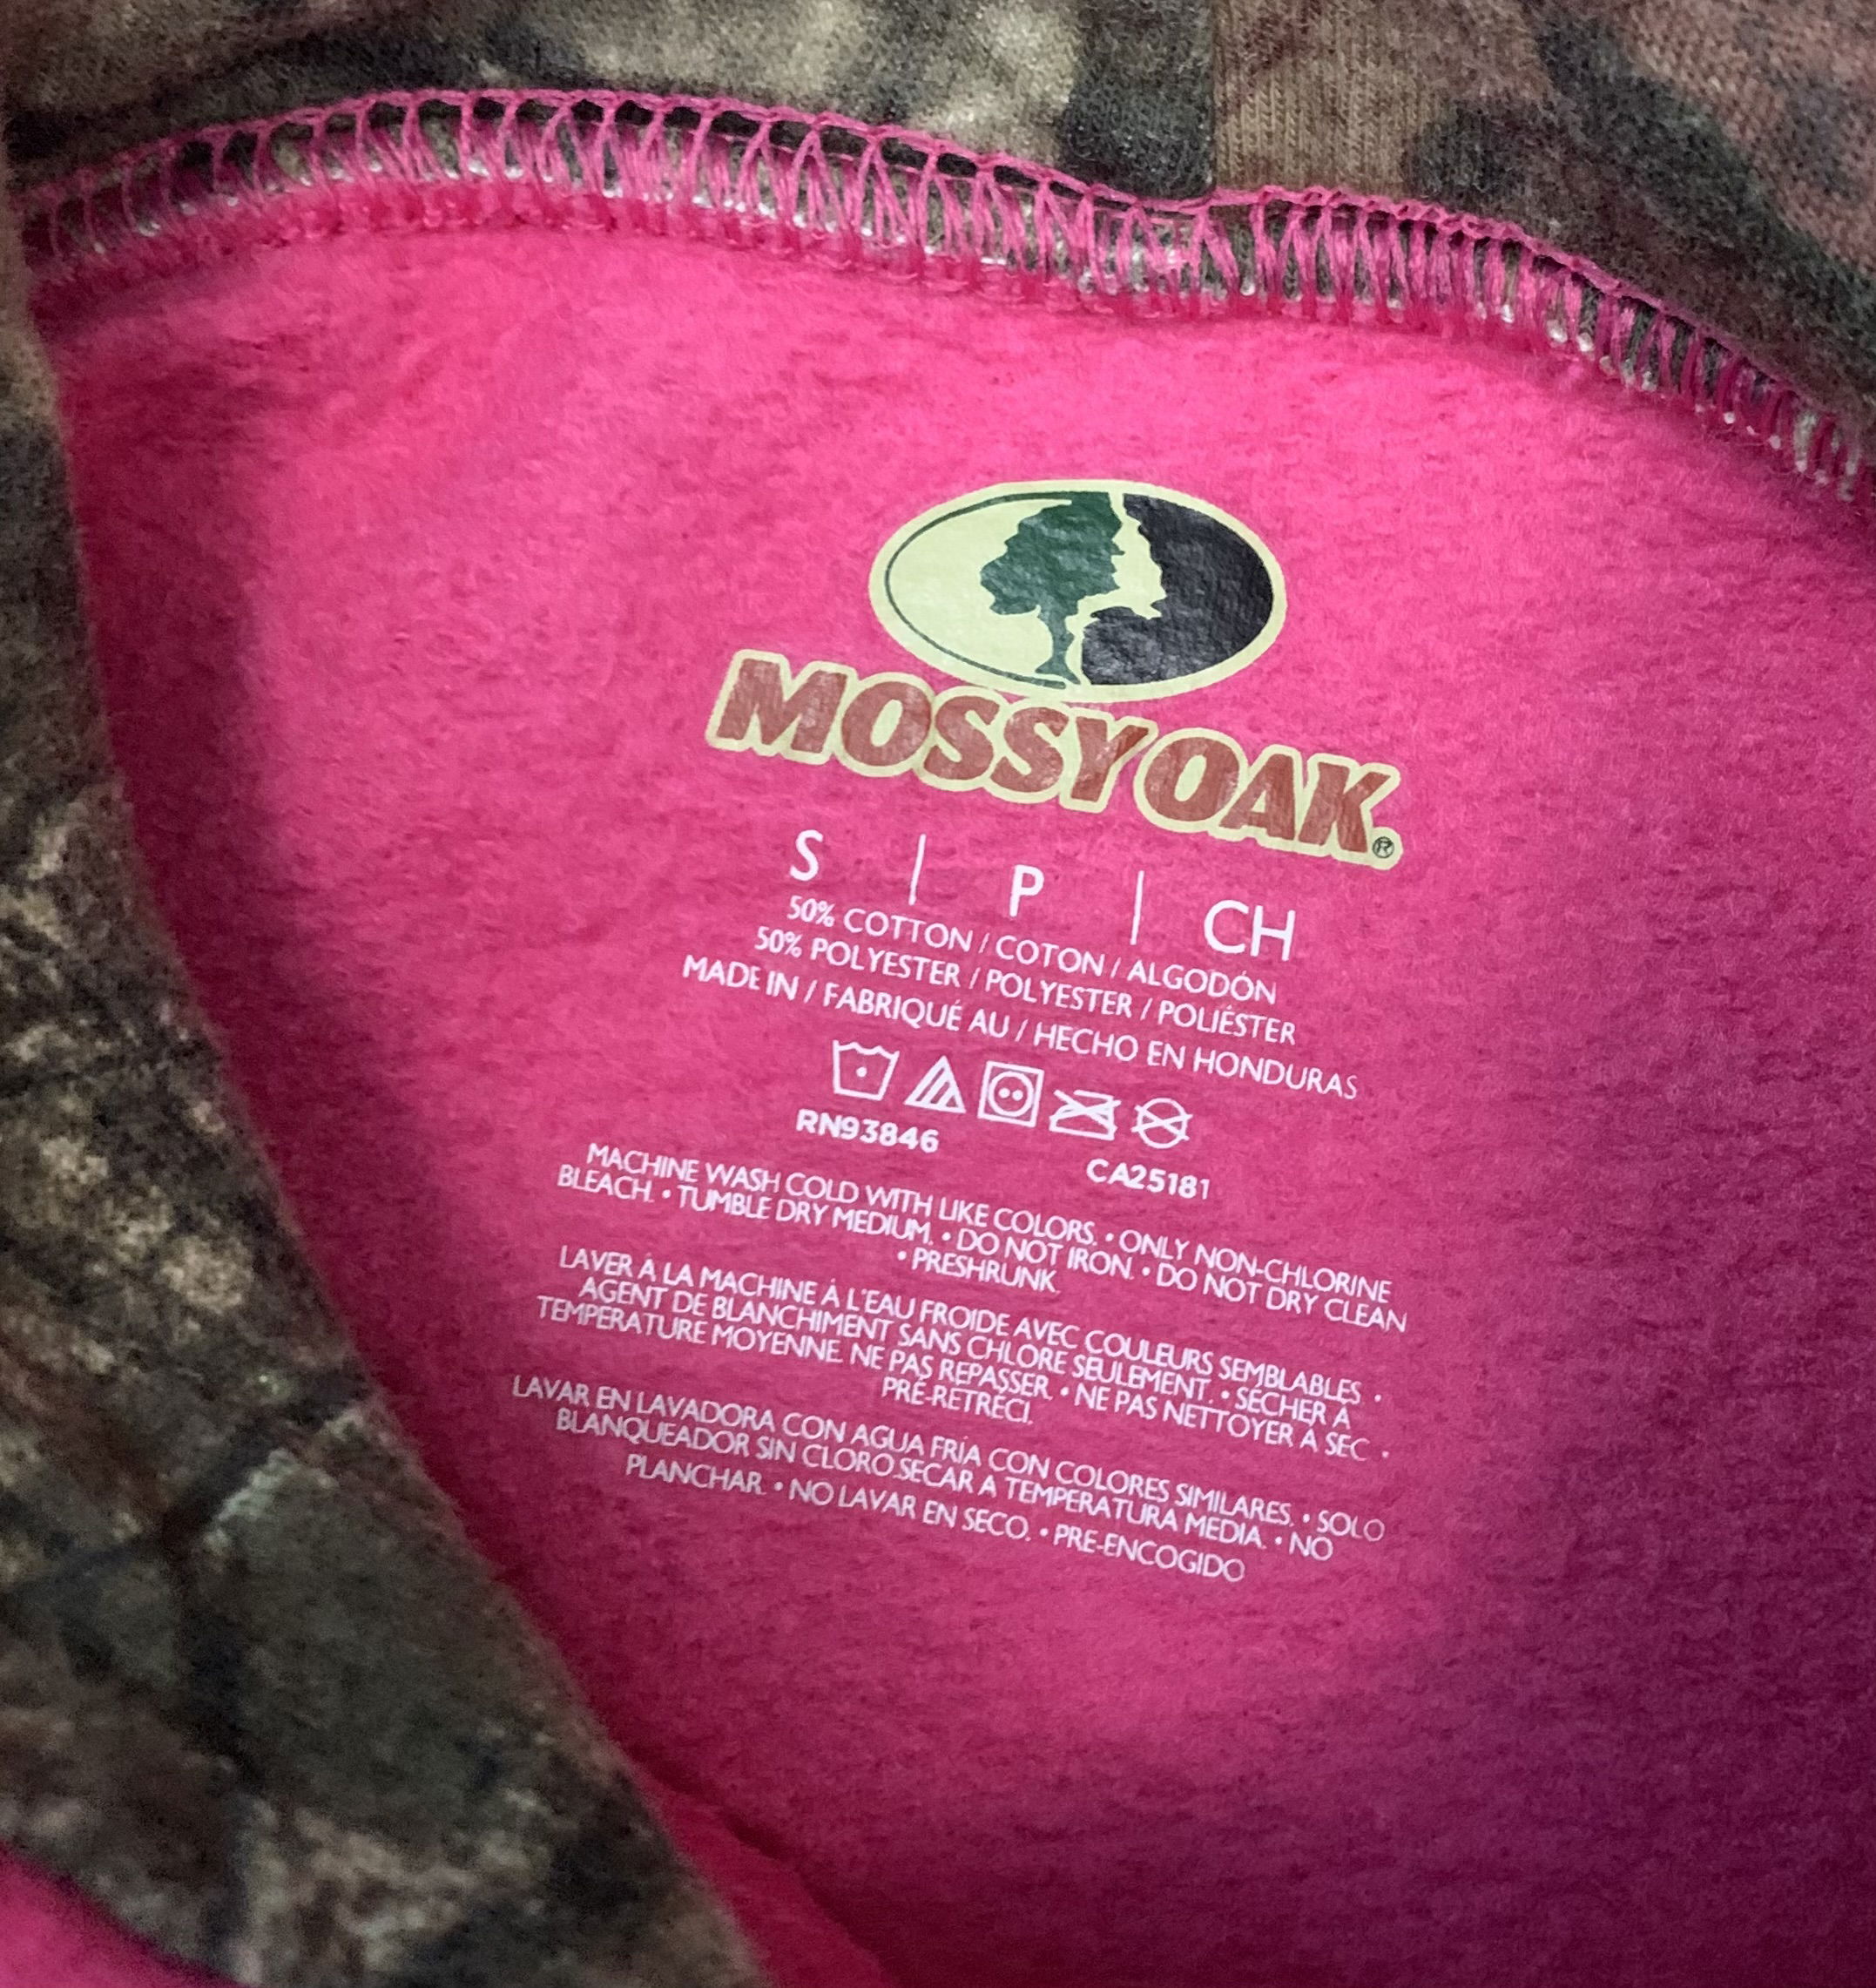 MOSSY OAK®
S | P | CH
50% COTTON / COTON / ALGODÓN
50% POLYESTER / POLYESTER / POLIÉSTER
MADE IN / FABRIQUÉ AU / HECHO EN HONDURAS
RN93846 CA25181
MACHINE WASH COLD WITH LIKE COLORS. • ONLY NON-CHLORINE
BLEACH. • TUMBLE DRY MEDIUM. • DO NOT IRON. • DO NOT DRY CLEAN
• PRESHRUNK.
LAVER À LA MACHINE À L'EAU FROIDE AVEC COULEURS SEMBLABLES •
AGENT DE BLANCHIMENT SANS CHLORE SEULEMENT. • SÉCHER À
TEMPERATURE MOYENNE. NE PAS REPASSER. • NE PAS NETTOYER À SEC •
PRÉ-RETRÉCI.
LAVAR EN LAVADORA CON AGUA FRÍA CON COLORES SIMILARES. • SOLO
BLANQUEADOR SIN CLORO.SECAR A TEMPERATURA MEDIA. • NO
PLANCHAR. • NO LAVAR EN SECO. • PRE-ENCOGIDO